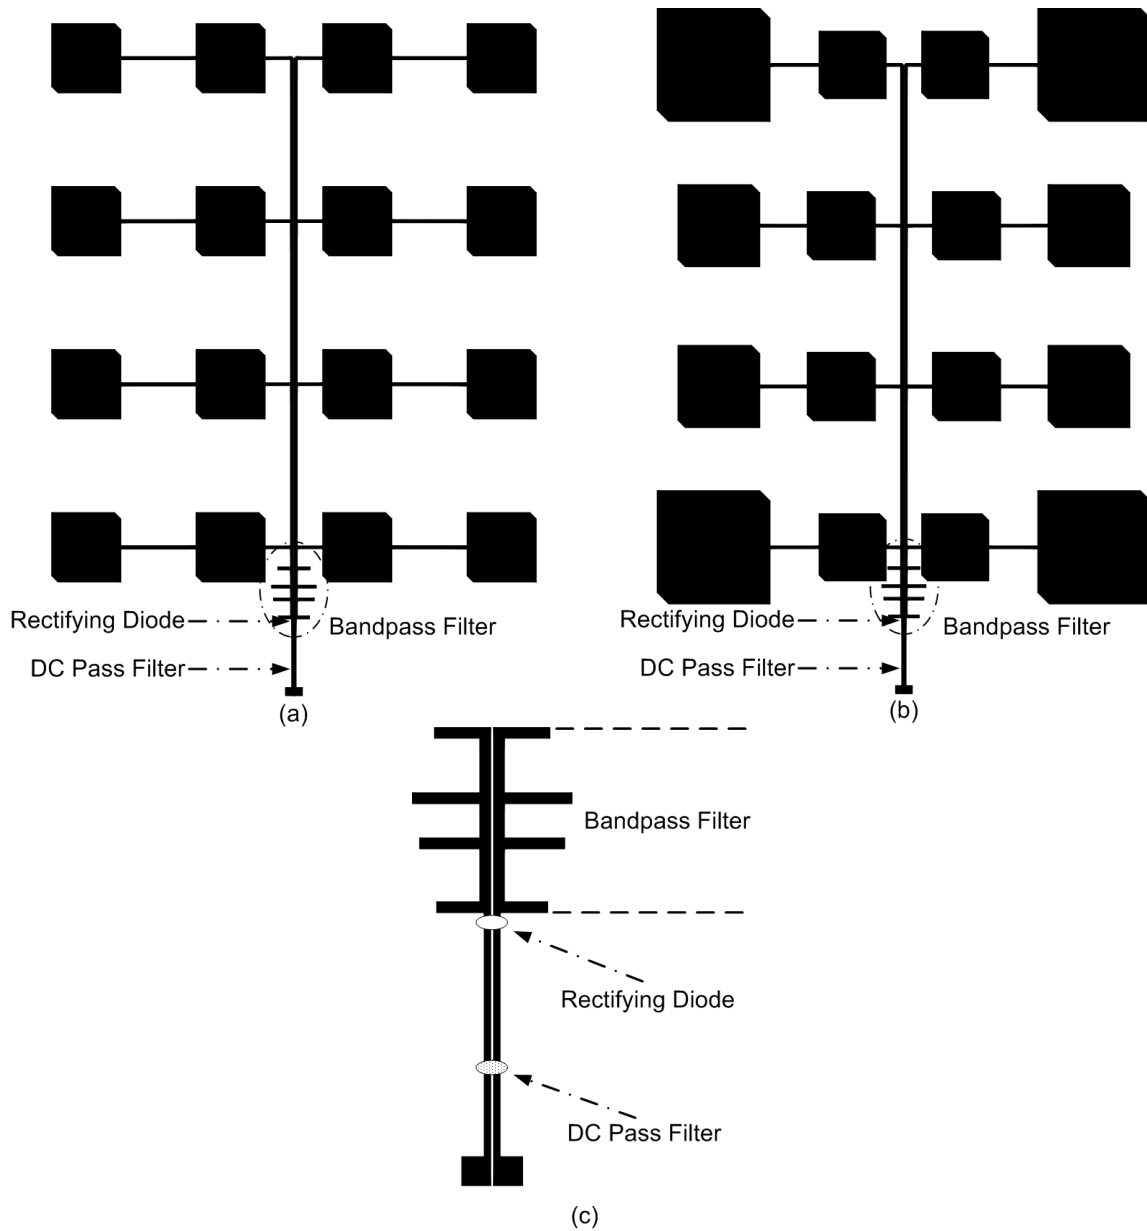 Rectifying Diode
Bandpass Filter
DC Pass Filter
(a)
Rectifying Diode
Bandpass Filter
DC Pass Filter
(b)
Bandpass Filter
Rectifying Diode
DC Pass Filter
(c)